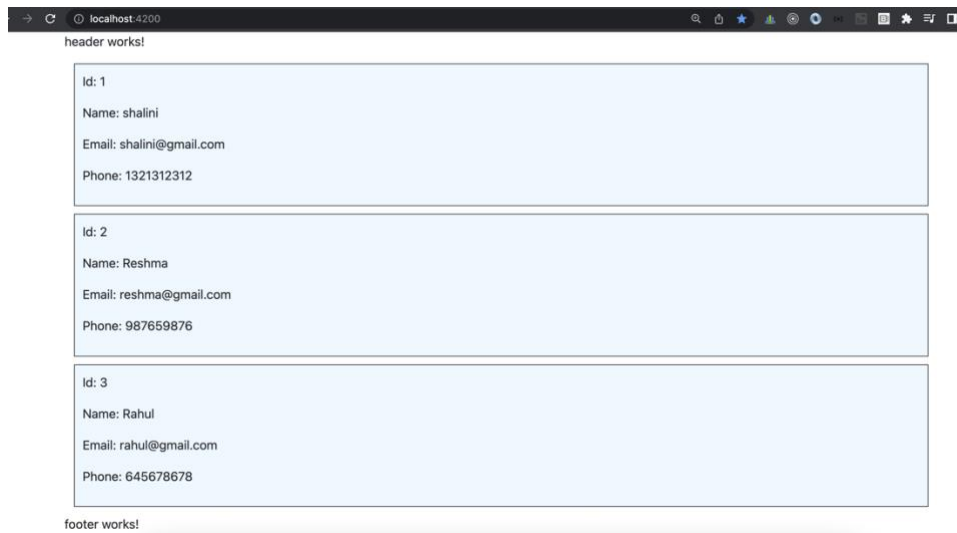 localhost:4200
header works!
Id: 1
Name: shalini
Email: shalini@gmail.com
Phone: 1321312312
Id: 2
Name: Reshma
Email: reshma@gmail.com
Phone: 987659876
Id: 3
Name: Rahul
Email: rahul@gmail.com
Phone: 645678678
footer works!